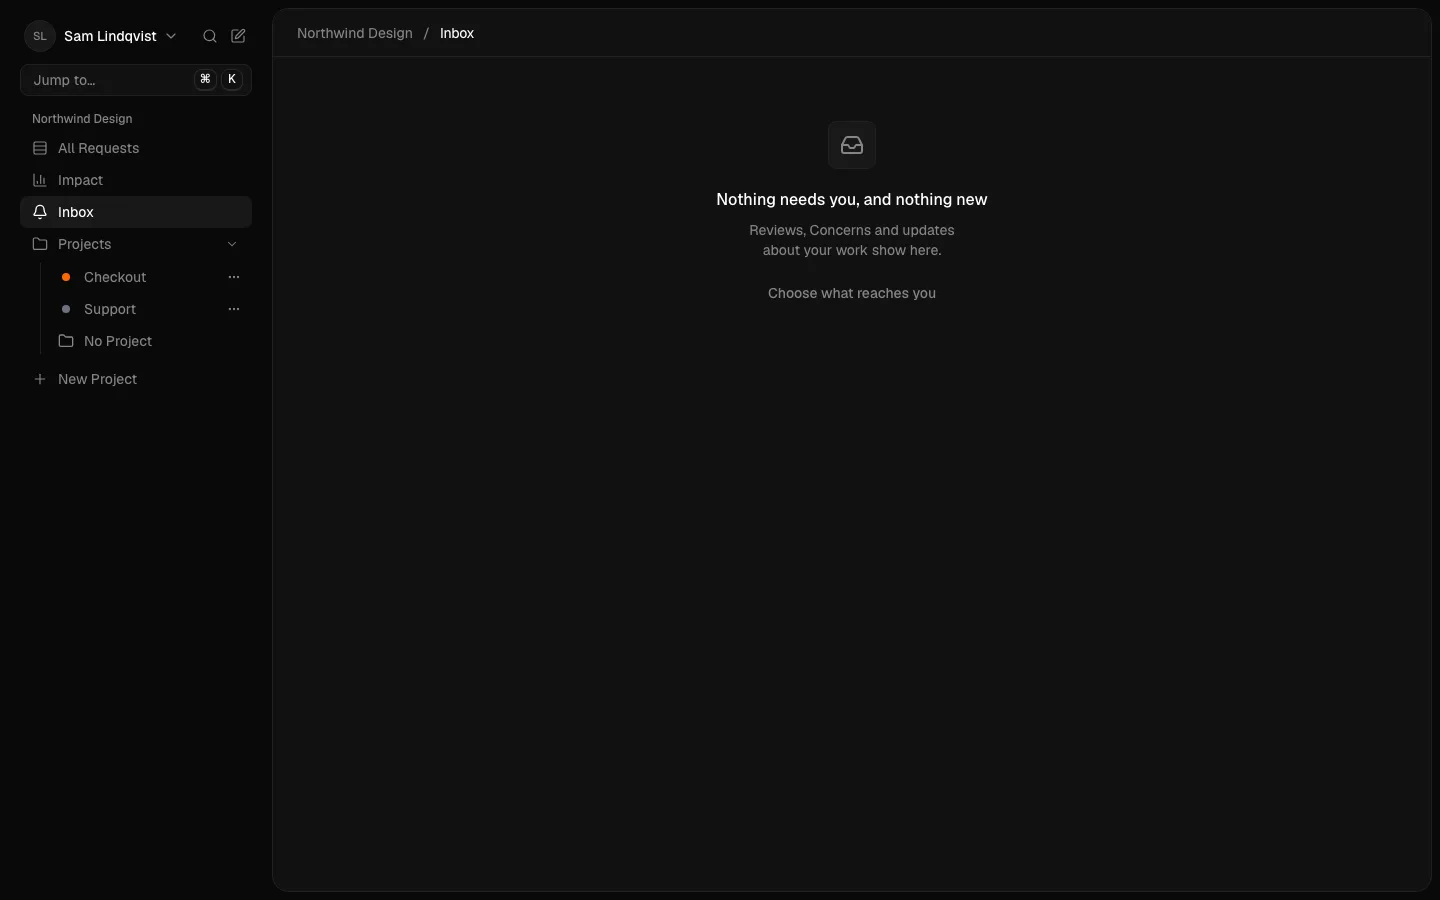 SL
Sam Lindqvist
Jump to...
⌘ K
Northwind Design
All Requests
Impact
Inbox
Projects
Checkout
Support
No Project
New Project
Northwind Design / Inbox
Nothing needs you, and nothing new
Reviews, Concerns and updates
about your work show here.
Choose what reaches you